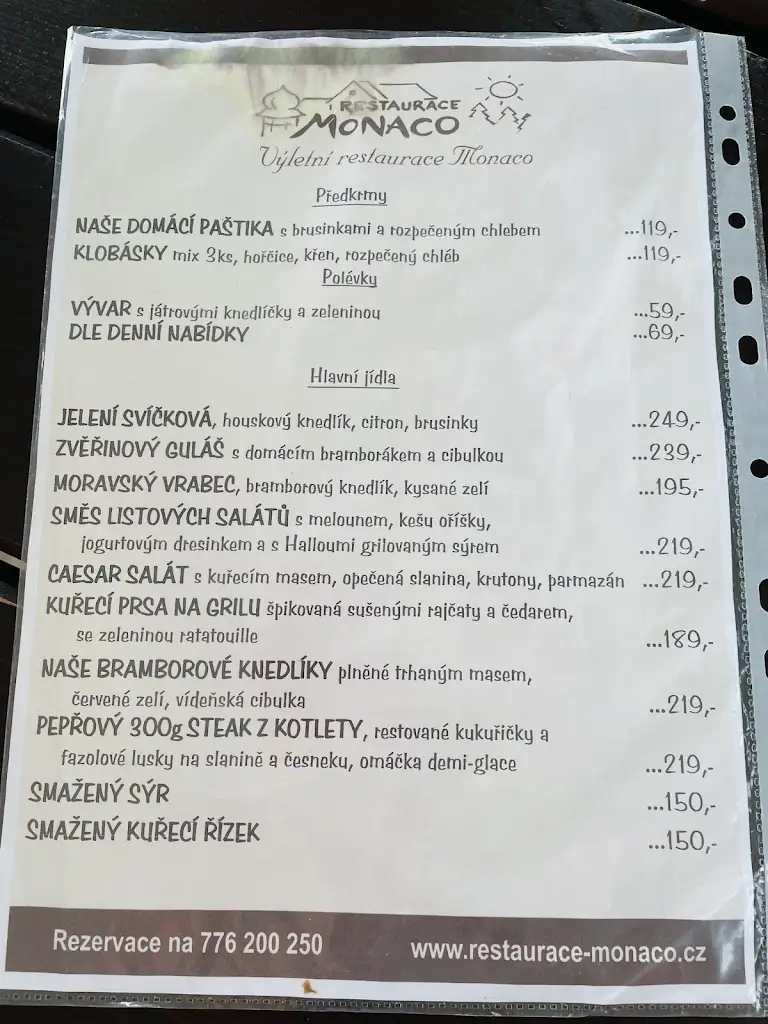 RESTAURACE
MONACO
Výletní restaurace Monaco
Předkrmy
NAŠE DOMÁCÍ PAŠTIKA s brusinkami a rozpečeným chlebem ...119,-
KLOBÁSKY mix 3ks, hořčice, křen, rozpečený chléb ...119,-
Polévky
VÝVAR s játrovými knedlíčky a zeleninou ...59,-
DLE DENNÍ NABÍDKY ...69,-
Hlavní jídla
JELENÍ SVÍČKOVÁ, houskový knedlík, citron, brusinky ...249,-
ZVĚŘINOVÝ GULÁŠ s domácím bramborákem a cibulkou ...239,-
MORAVSKÝ VRABEC, bramborový knedlík, kysané zelí ...195,-
SMĚS LISTOVÝCH SALÁTŮ s melounem, kešu oříšky,
jogurtovým dresinkem a s Halloumi grilovaným sýrem ...219,-
CAESAR SALÁT s kuřecím masem, opečená slanina, krutony, parmazán ...219,-
KUŘECÍ PRSA NA GRILU špikovaná sušenými rajčaty a čedarem,
se zeleninou ratatouille ...189,-
NAŠE BRAMBOROVÉ KNEDLÍKY plněné trhaným masem,
červené zelí, vídeňská cibulka ...219,-
PEPŘOVÝ 300g STEAK Z KOTLETY, restované kukuřičky a
fazolové lusky na slanině a česneku, omáčka demi-glace ...219,-
SMAŽENÝ SÝR ...150,-
SMAŽENÝ KUŘECÍ ŘÍZEK ...150,-
Rezervace na 776 200 250 www.restaurace-monaco.cz